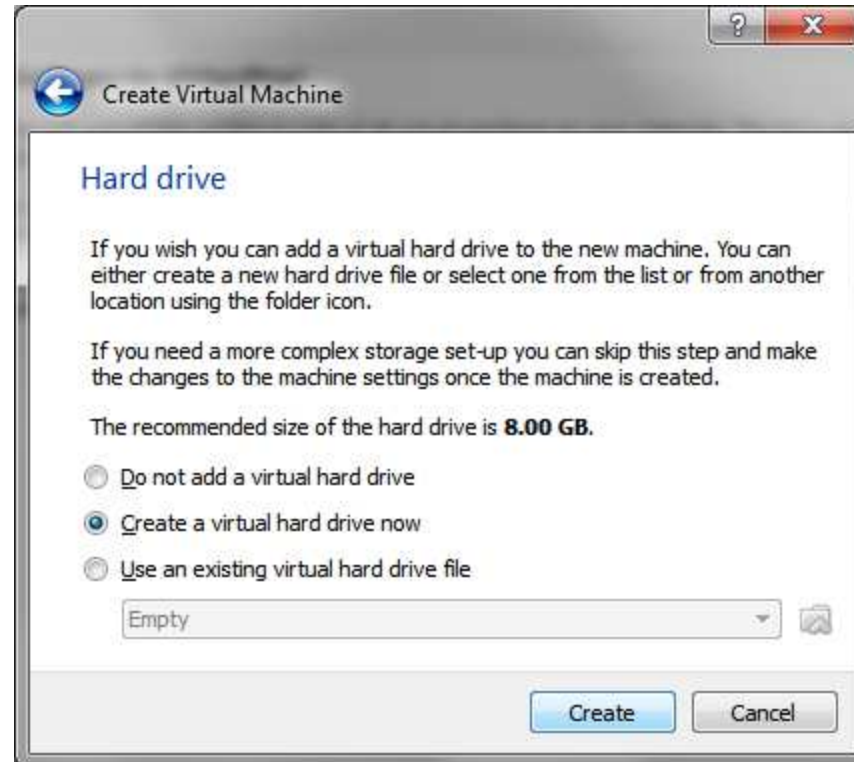 ?
Create Virtual Machine
Hard drive
If you wish you can add a virtual hard drive to the new machine. You can
either create a new hard drive file or select one from the list or from another
location using the folder icon.
If you need a more complex storage set-up you can skip this step and make
the changes to the machine settings once the machine is created.
The recommended size of the hard drive is 8.00 GB.
Do not add a virtual hard drive
Create a virtual hard drive now
Use an existing virtual hard drive file
Empty
Create Cancel